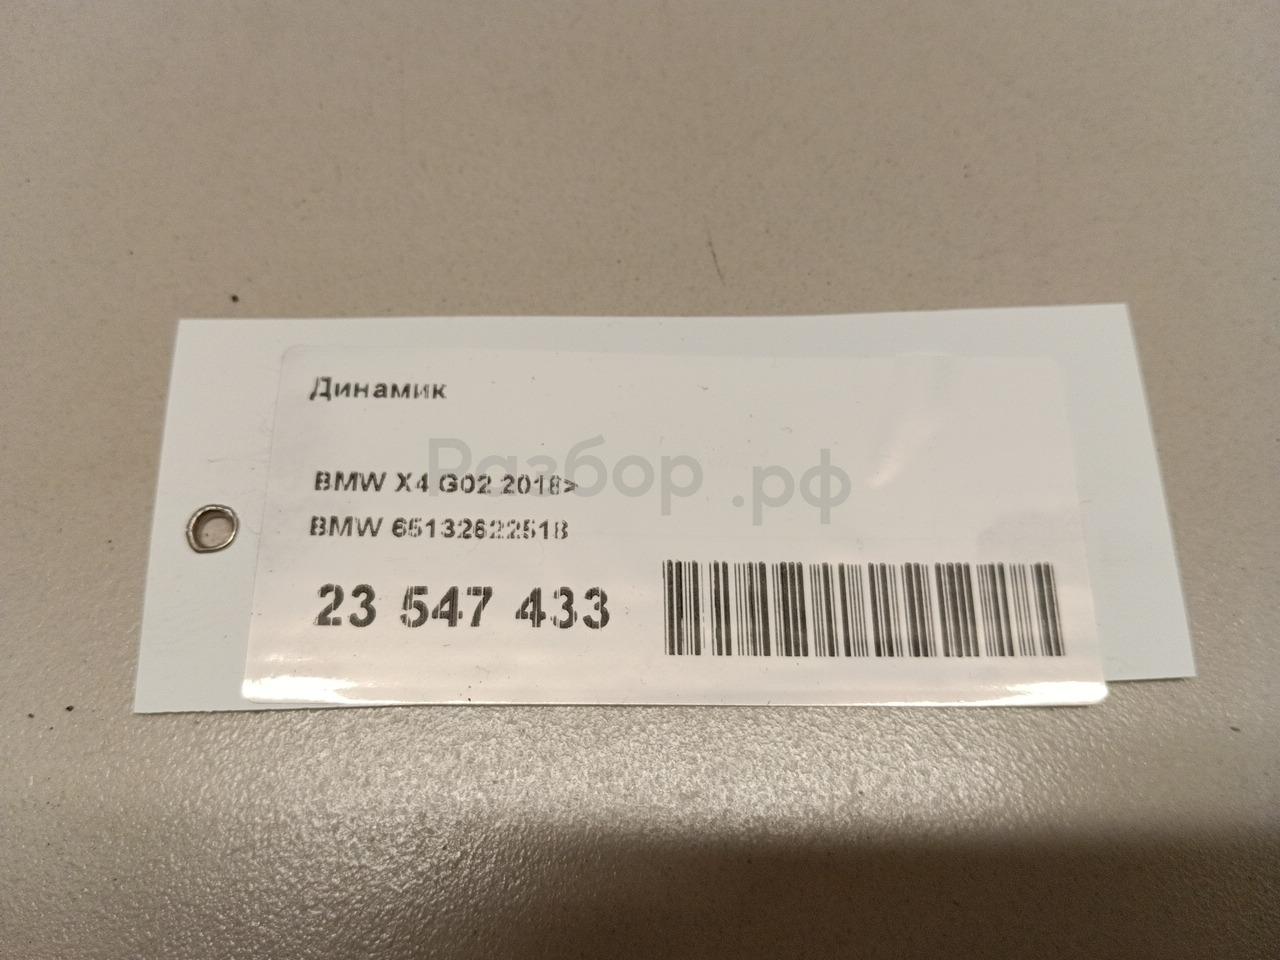 Динамик
BMW X4 G02 2018>
BMW 65132622518
23 547 433
Разбор.рф